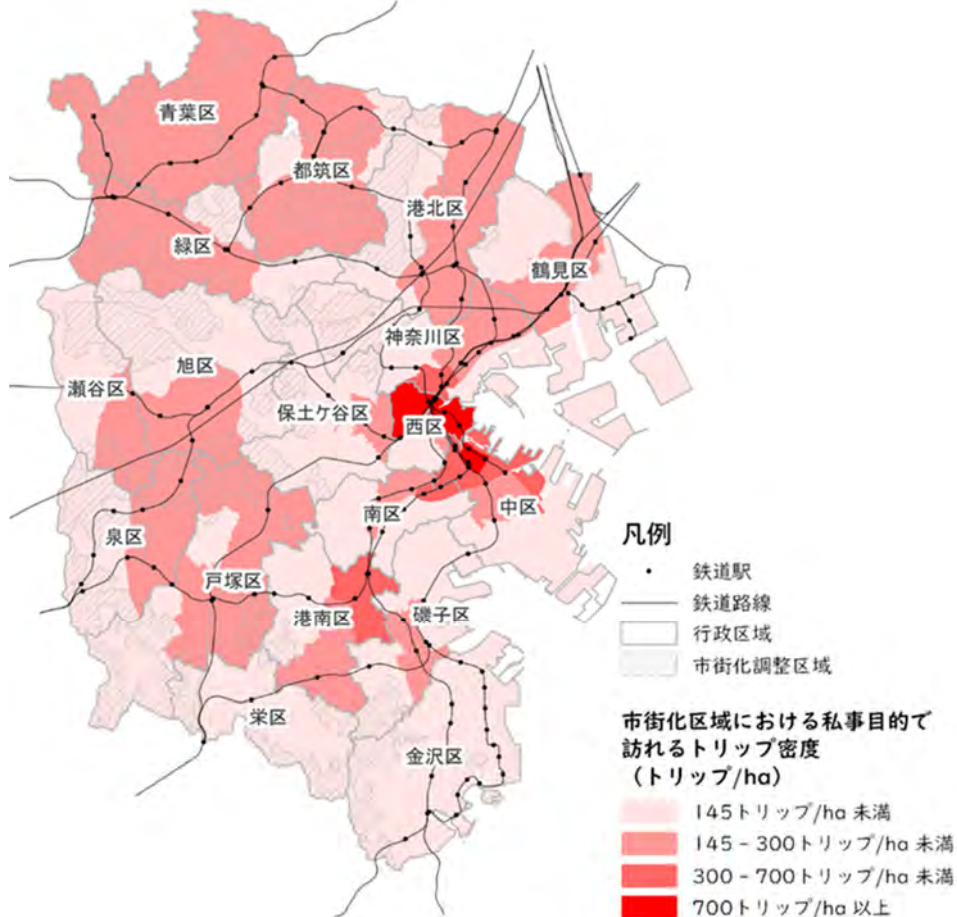 青葉区
都筑区
港北区
緑区
鶴見区
神奈川区
旭区
瀬谷区
保土ケ谷区
西区
南区
中区
泉区
戸塚区
港南区
磯子区
栄区
金沢区
凡例
鉄道駅
鉄道路線
行政区域
市街化調整区域
市街化区域における私事目的で
訪れるトリップ密度
（トリップ/ha）
145トリップ/ha 未満
145 - 300トリップ/ha 未満
300 - 700トリップ/ha 未満
700トリップ/ha 以上